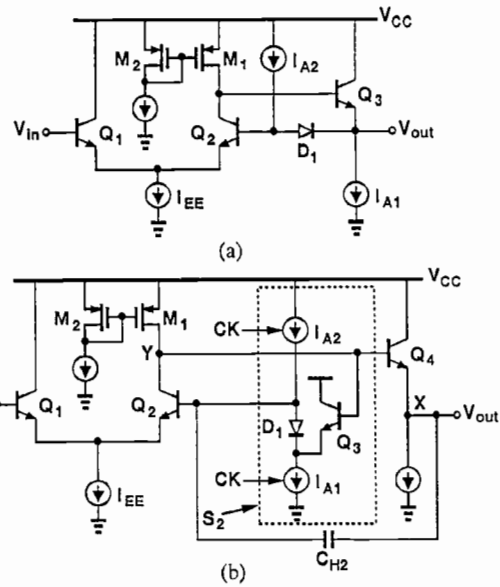 V_CC
M_2
M_1
I_A2
Q_3
V_in
Q_1
Q_2
D_1
V_out
I_EE
I_A1
(a)
V_CC
M_2
M_1
CK
I_A2
Y
Q_4
Q_1
Q_2
D_1
Q_3
X
V_out
CK
I_A1
I_EE
S_2
C_H2
(b)